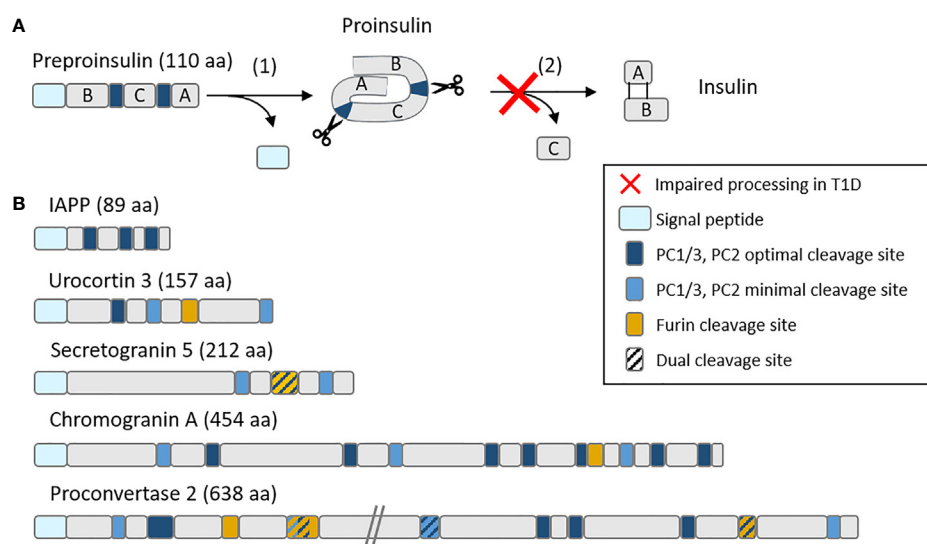 A
Proinsulin
Preproinsulin (110 aa)
(1)
(2)
B
C
A
B
A
C
A
B
Insulin
C
Impaired processing in T1D
Signal peptide
PC1/3, PC2 optimal cleavage site
PC1/3, PC2 minimal cleavage site
Furin cleavage site
Dual cleavage site
B
IAPP (89 aa)
Urocortin 3 (157 aa)
Secretogranin 5 (212 aa)
Chromogranin A (454 aa)
Proconvertase 2 (638 aa)